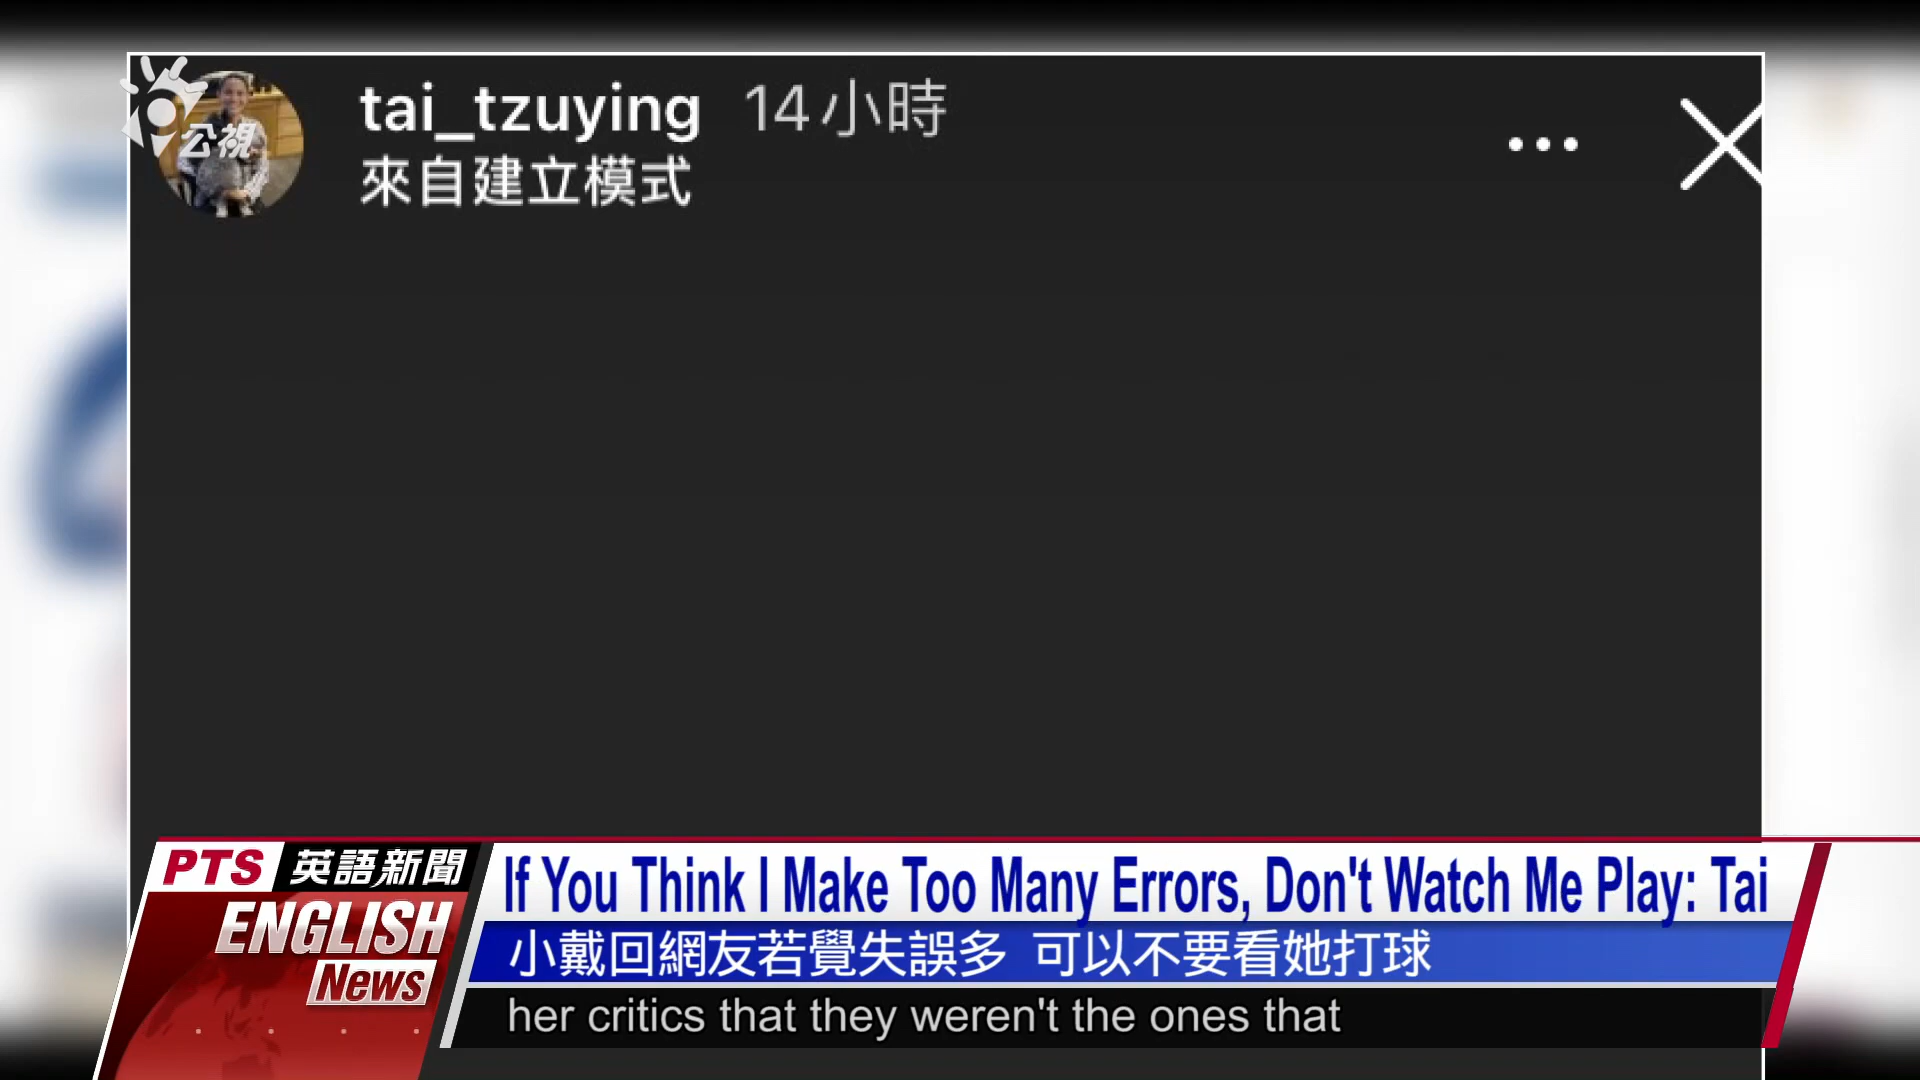 公視
tai_tzuying 14小時
來自建立模式
PTS 英語新聞
ENGLISH
News
If You Think I Make Too Many Errors, Don't Watch Me Play: Tai
小戴回網友若覺失誤多 可以不要看她打球
her critics that they weren't the ones that